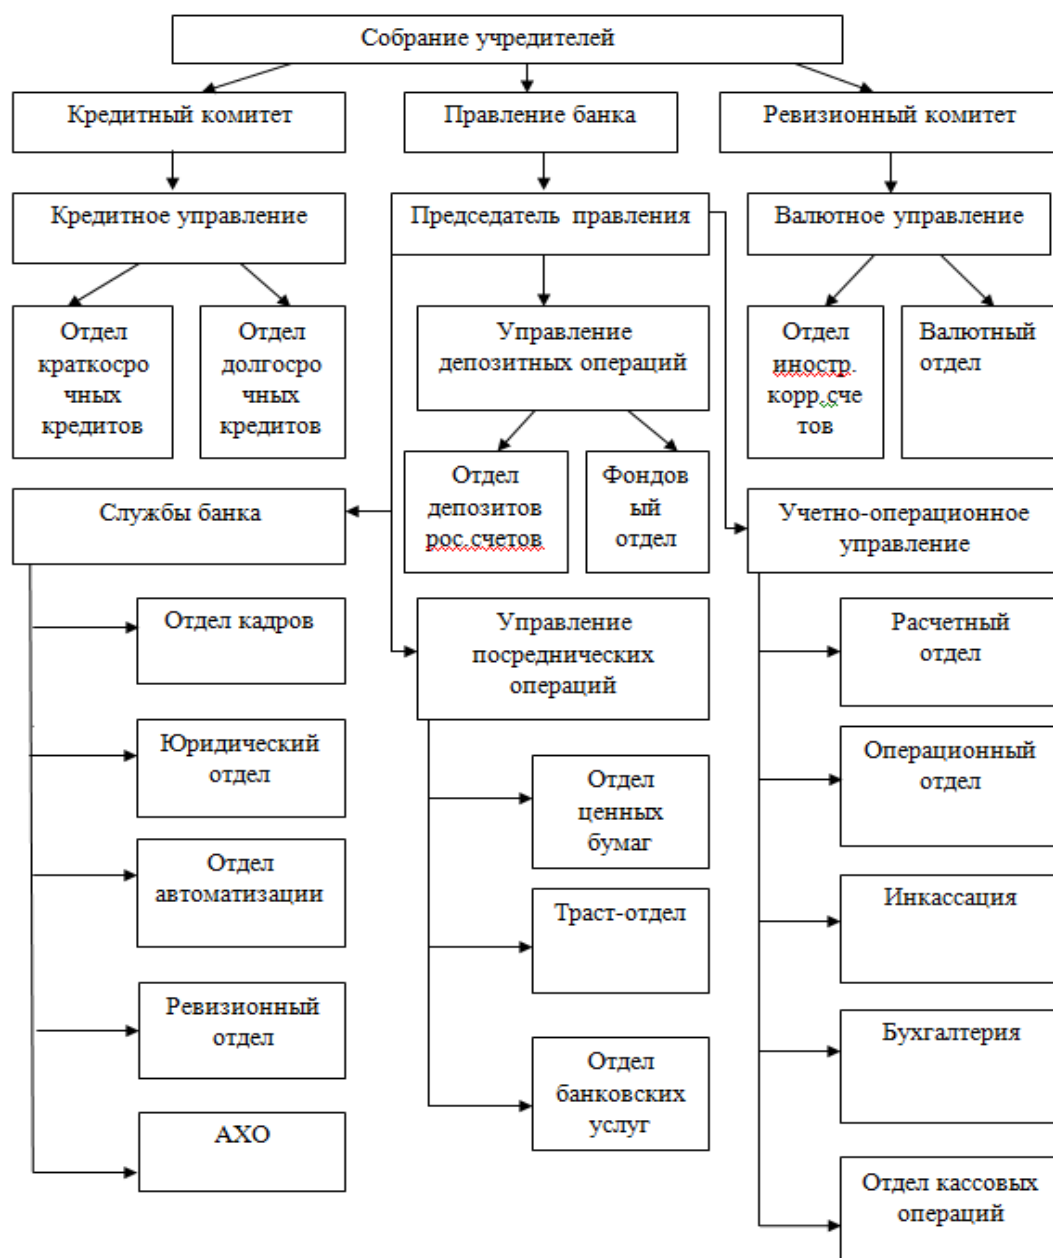 Собрание учредителей
Кредитный комитет
Правление банка
Ревизионный комитет
Кредитное управление
Председатель правления
Валютное управление
Отдел
краткосро
чных
кредитов
Отдел
долгосро
чных
кредитов
Управление
депозитных операций
Отдел
иностр.
корр.сче
тов
Валютный
отдел
Отдел
депозитов
рос.счетов
Фондов
ый
отдел
Службы банка
Учетно-операционное
управление
Отдел кадров
Юридический
отдел
Отдел
автоматизации
Ревизионный
отдел
АХО
Управление
посреднических
операций
Отдел
ценных
бумаг
Траст-отдел
Отдел
банковских
услуг
Расчетный
отдел
Операционный
отдел
Инкассация
Бухгалтерия
Отдел кассовых
операций